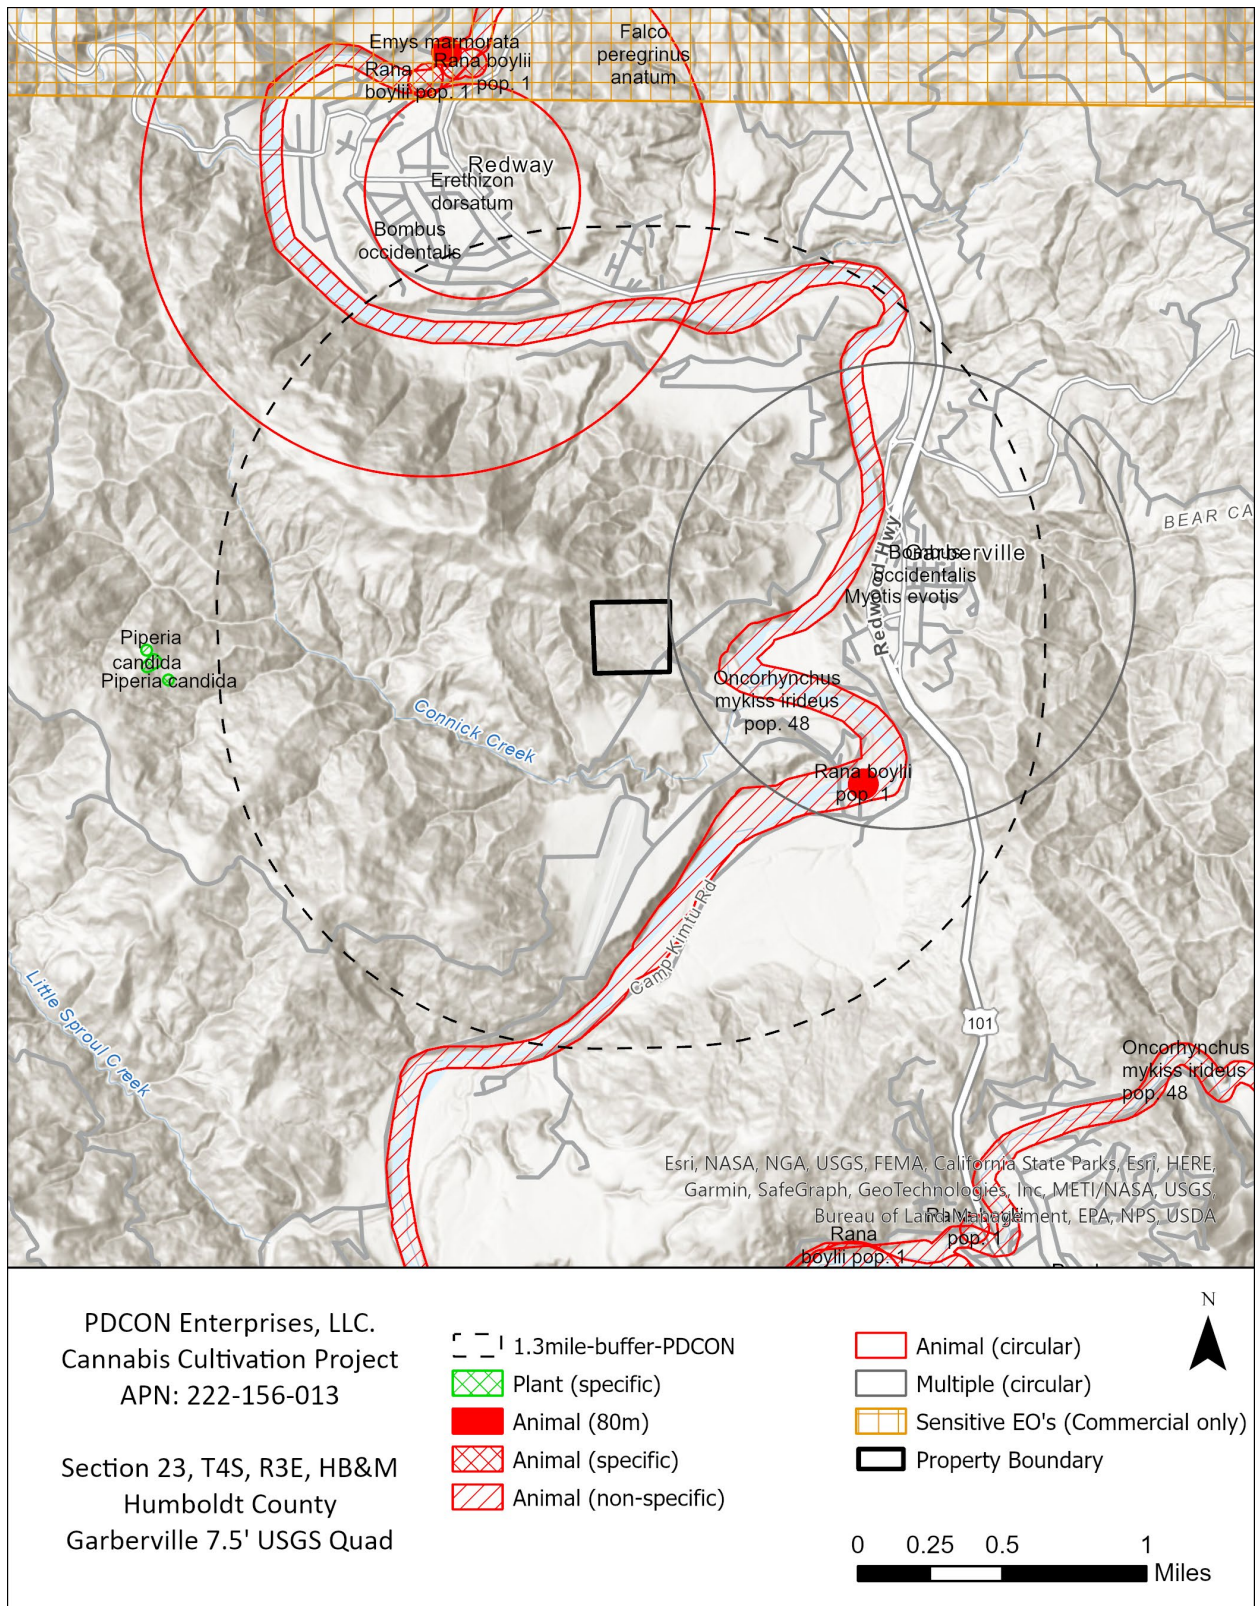 Emys marmorata
Rana boylii
pop. 1
Rana
boylii pop. 1
Falco
peregrinus
anatum
Redway
Erethizon
dorsatum
Bombus
occidentalis
BEAR CA
Garberville
Bombus
occidentalis
Myotis evotis
Redwood Hwy
Piperia
candida
Piperia candida
Oncorhynchus
mykiss irideus
pop. 48
Connick Creek
Rana boylii
pop. 1
Camp Kimtu Rd
Little Sproul Creek
101
Oncorhynchus
mykiss irideus
pop. 48
Esri, NASA, NGA, USGS, FEMA, California State Parks, Esri, HERE,
Garmin, SafeGraph, GeoTechnologies, Inc, METI/NASA, USGS,
Bureau of Land Management, EPA, NPS, USDA
Rana boylii
pop. 1
Rana
boylii pop. 1
PDCON Enterprises, LLC.
Cannabis Cultivation Project
APN: 222-156-013
Section 23, T4S, R3E, HB&M
Humboldt County
Garberville 7.5' USGS Quad
1.3mile-buffer-PDCON
Plant (specific)
Animal (80m)
Animal (specific)
Animal (non-specific)
Animal (circular)
Multiple (circular)
Sensitive EO's (Commercial only)
Property Boundary
N
0 0.25 0.5 1
Miles